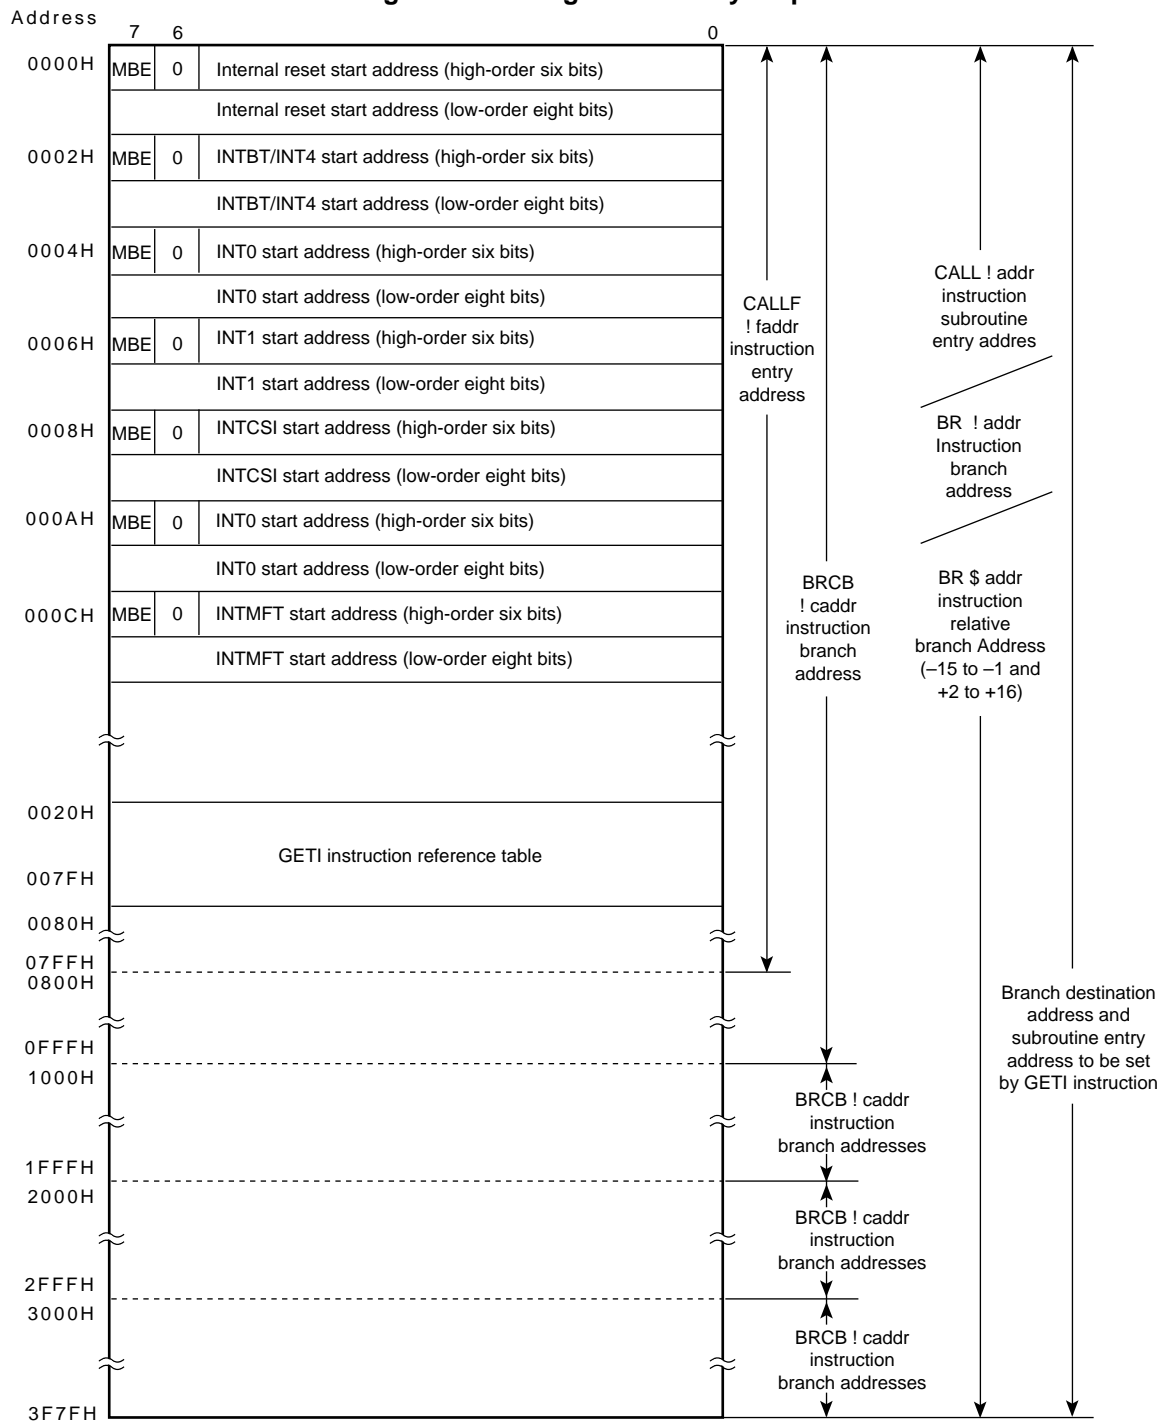 Address
7 6 0
0000H MBE 0 Internal reset start address (high-order six bits)
Internal reset start address (low-order eight bits)
0002H MBE 0 INTBT/INT4 start address (high-order six bits)
INTBT/INT4 start address (low-order eight bits)
0004H MBE 0 INT0 start address (high-order six bits)
INT0 start address (low-order eight bits)
0006H MBE 0 INT1 start address (high-order six bits)
INT1 start address (low-order eight bits)
0008H MBE 0 INTCSI start address (high-order six bits)
INTCSI start address (low-order eight bits)
000AH MBE 0 INT0 start address (high-order six bits)
INT0 start address (low-order eight bits)
000CH MBE 0 INTMFT start address (high-order six bits)
INTMFT start address (low-order eight bits)
0020H
GETI instruction reference table
007FH
0080H
07FFH
0800H
0FFFH
1000H
1FFFH
2000H
2FFFH
3000H
3F7FH
CALLF
! faddr
instruction
entry
address
BRCB
! caddr
instruction
branch
address
BRCB ! caddr
instruction
branch addresses
BRCB ! caddr
instruction
branch addresses
BRCB ! caddr
instruction
branch addresses
CALL ! addr
instruction
subroutine
entry addres
BR ! addr
Instruction
branch
address
BR $ addr
instruction
relative
branch Address
(–15 to –1 and
+2 to +16)
Branch destination
address and
subroutine entry
address to be set
by GETI instruction